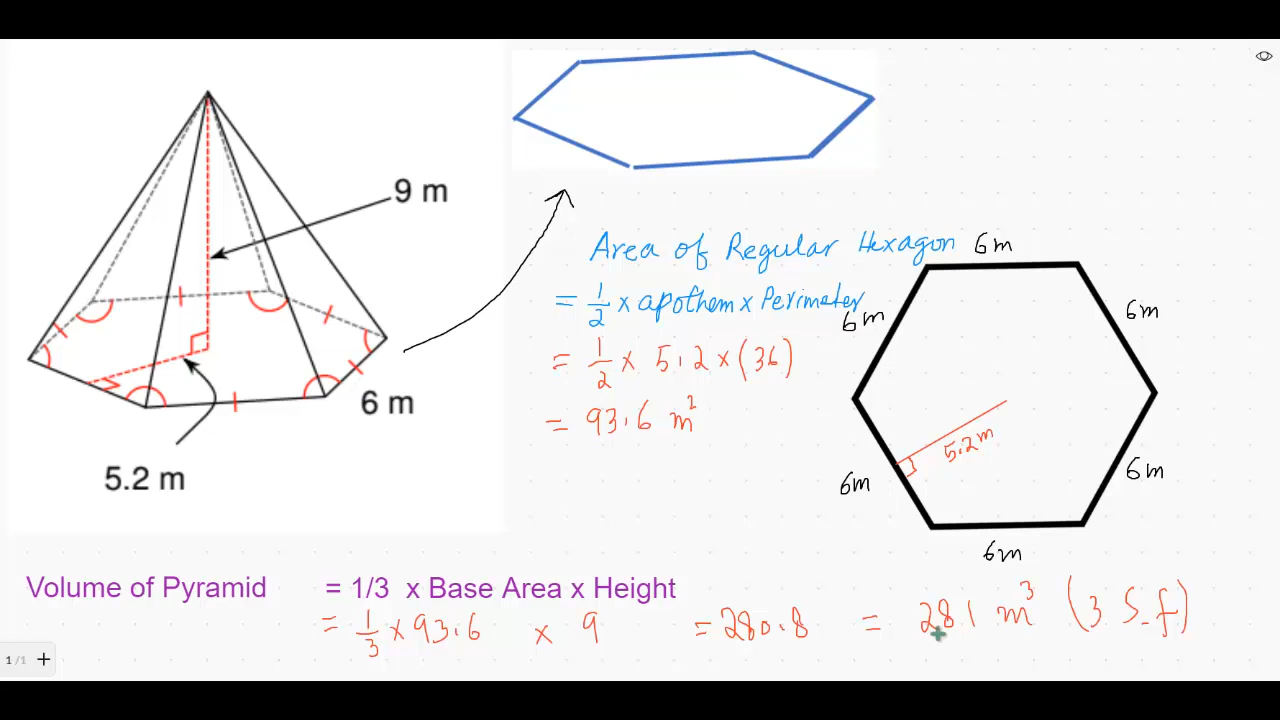 9 m
6 m
5.2 m
Area of Regular Hexagon
= 1/2 x apothem x Perimeter
= 1/2 x 5.2 x (36)
= 93.6 m²
6m
6m
6m
5.2m
6m
6m
6m
Volume of Pyramid = 1/3 x Base Area x Height
= 1/3 x 93.6 x 9 = 280.8 = 281 m³ (3 S.f)
1/1 +